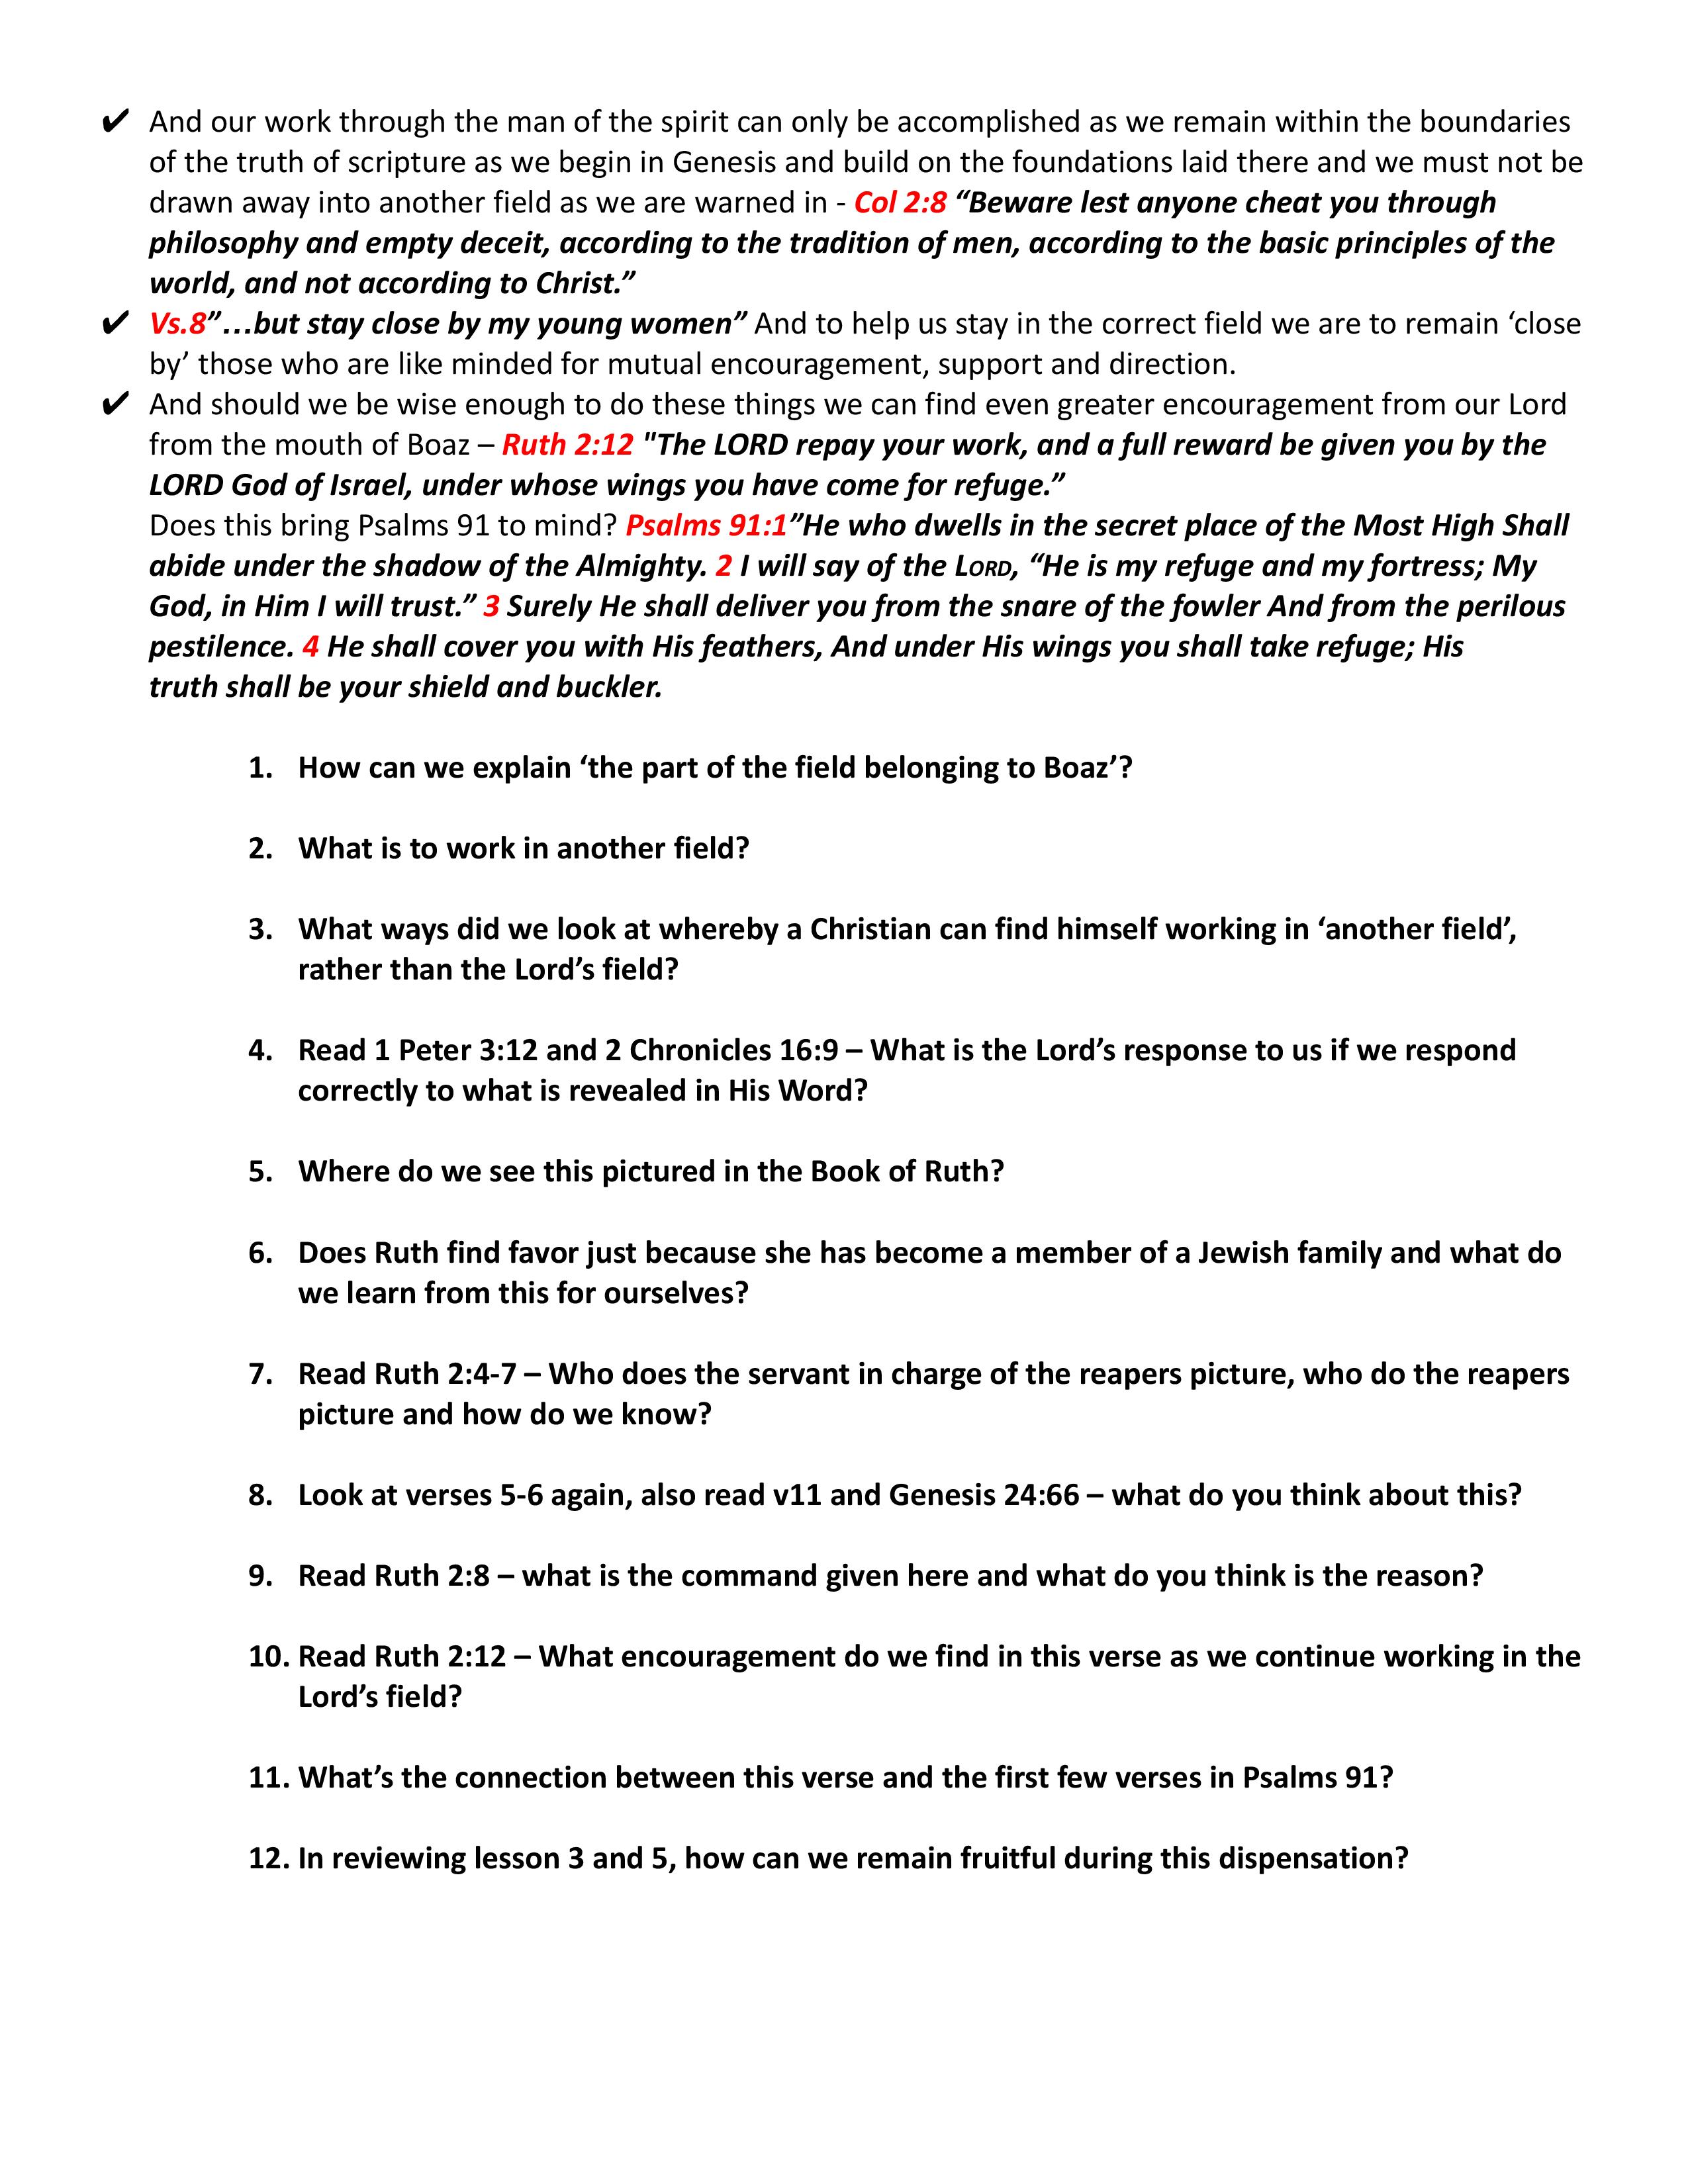 ✔ And our work through the man of the spirit can only be accomplished as we remain within the boundaries
of the truth of scripture as we begin in Genesis and build on the foundations laid there and we must not be
drawn away into another field as we are warned in - Col 2:8 “Beware lest anyone cheat you through
philosophy and empty deceit, according to the tradition of men, according to the basic principles of the
world, and not according to Christ.”
✔ Vs.8”…but stay close by my young women” And to help us stay in the correct field we are to remain ‘close
by’ those who are like minded for mutual encouragement, support and direction.
✔ And should we be wise enough to do these things we can find even greater encouragement from our Lord
from the mouth of Boaz – Ruth 2:12 "The LORD repay your work, and a full reward be given you by the
LORD God of Israel, under whose wings you have come for refuge.”
Does this bring Psalms 91 to mind? Psalms 91:1”He who dwells in the secret place of the Most High Shall
abide under the shadow of the Almighty. 2 I will say of the LORD, “He is my refuge and my fortress; My
God, in Him I will trust.” 3 Surely He shall deliver you from the snare of the fowler And from the perilous
pestilence. 4 He shall cover you with His feathers, And under His wings you shall take refuge; His
truth shall be your shield and buckler.
1. How can we explain ‘the part of the field belonging to Boaz’?
2. What is to work in another field?
3. What ways did we look at whereby a Christian can find himself working in ‘another field’,
rather than the Lord’s field?
4. Read 1 Peter 3:12 and 2 Chronicles 16:9 – What is the Lord’s response to us if we respond
correctly to what is revealed in His Word?
5. Where do we see this pictured in the Book of Ruth?
6. Does Ruth find favor just because she has become a member of a Jewish family and what do
we learn from this for ourselves?
7. Read Ruth 2:4-7 – Who does the servant in charge of the reapers picture, who do the reapers
picture and how do we know?
8. Look at verses 5-6 again, also read v11 and Genesis 24:66 – what do you think about this?
9. Read Ruth 2:8 – what is the command given here and what do you think is the reason?
10. Read Ruth 2:12 – What encouragement do we find in this verse as we continue working in the
Lord’s field?
11. What’s the connection between this verse and the first few verses in Psalms 91?
12. In reviewing lesson 3 and 5, how can we remain fruitful during this dispensation?